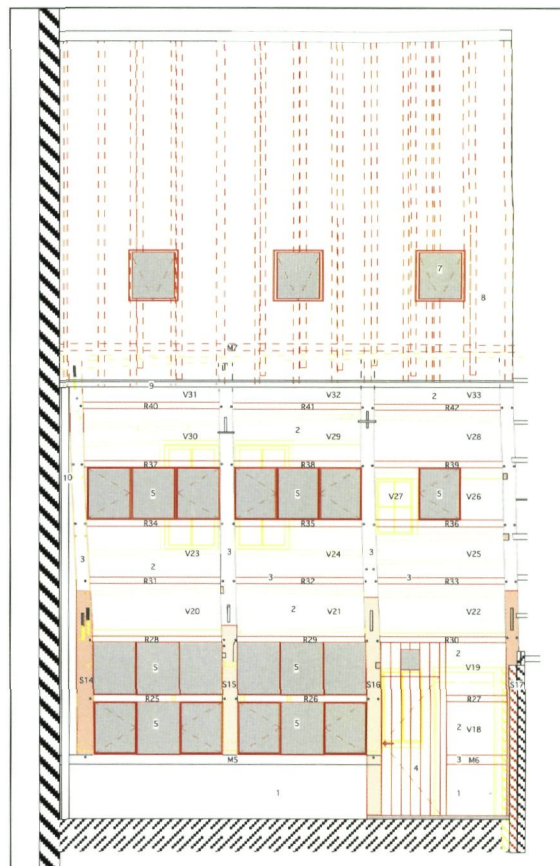 7
8
M7
9
V31 V32 2 V33
R40 R41 R42
V30 2 V29 V28
R37 R38 R39
10 5 5 V27 5 V26
R34 R35 R36
V23 V24 V25
3 2 3 3
R31 3 R32 3 R33
V20 2 V21 V22
R28 R29 R30
2
V19
5 5
S14 S15 S16 S17
R25 R26 R27
5 5 2 V18
M5 4 3 M6
1 1